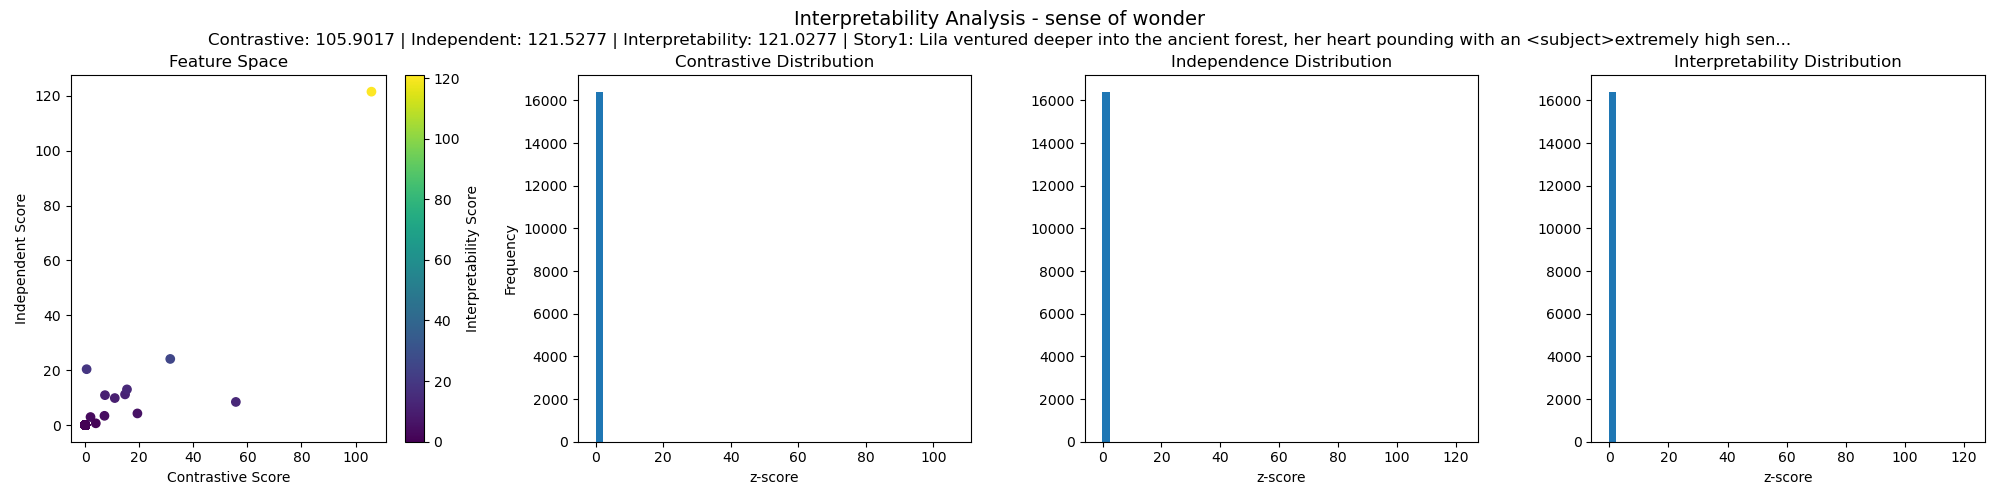 Interpretability Analysis - sense of wonder
Contrastive: 105.9017 | Independent: 121.5277 | Interpretability: 121.0277 | Story1: Lila ventured deeper into the ancient forest, her heart pounding with an <subject>extremely high sen...
Feature Space
Independent Score
120
100
80
60
40
20
0
0 20 40 60 80 100
Contrastive Score
120
100
80
60
40
20
0
Interpretability Score
Contrastive Distribution
Frequency
16000
14000
12000
10000
8000
6000
4000
2000
0
0 20 40 60 80 100
z-score
Independence Distribution
16000
14000
12000
10000
8000
6000
4000
2000
0
0 20 40 60 80 100 120
z-score
Interpretability Distribution
16000
14000
12000
10000
8000
6000
4000
2000
0
0 20 40 60 80 100 120
z-score